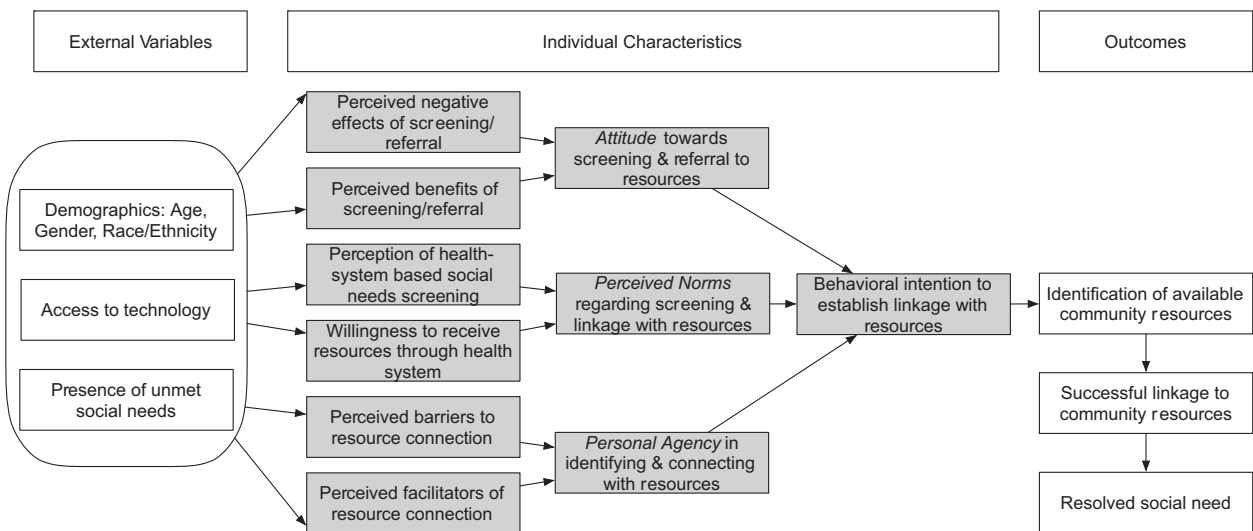 External Variables
Individual Characteristics
Outcomes
Demographics: Age,
Gender, Race/Ethnicity
Access to technology
Presence of unmet
social needs
Perceived negative
effects of screening/
referral
Perceived benefits of
screening/referral
Perception of health-
system based social
needs screening
Willingness to receive
resources through health
system
Perceived barriers to
resource connection
Perceived facilitators of
resource connection
Attitude towards
screening & referral to
resources
Perceived Norms
regarding screening &
linkage with resources
Personal Agency in
identifying & connecting
with resources
Behavioral intention to
establish linkage with
resources
Identification of available
community resources
Successful linkage to
community resources
Resolved social need